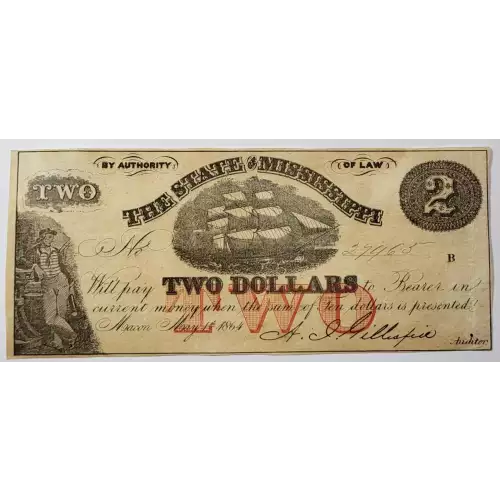 BY AUTHORITY OF LAW
TWO
THE STATE OF MISSISSIPPI
2
No. 27965
B
Will pay TWO DOLLARS to Bearer in
current money when the sum of Ten dollars is presented
TWO
Macon May 1864 A. J. Gillespie
Auditor